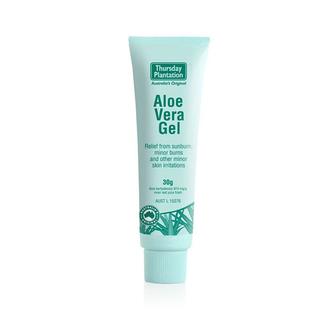 Thursday
Plantation
Australia's Original
Aloe
Vera
Gel
Relief from sunburn,
minor burns
and other minor
skin irritations
30g
AUST L 15276